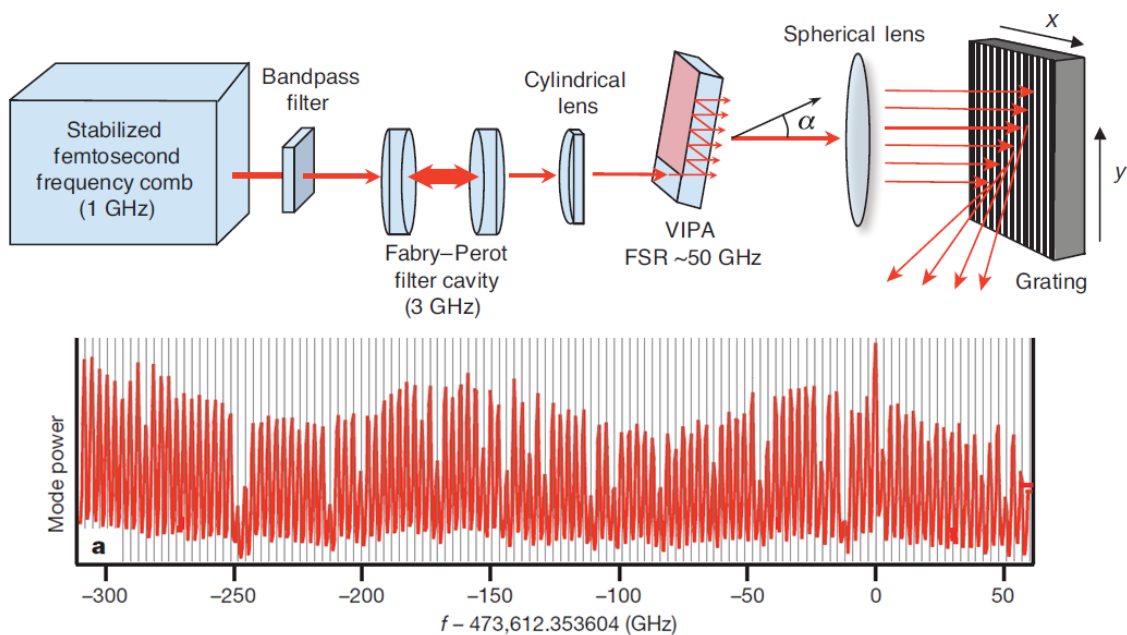 Stabilized
femtosecond
frequency comb
(1 GHz)
Bandpass
filter
Fabry–Perot
filter cavity
(3 GHz)
Cylindrical
lens
VIPA
FSR ~50 GHz
α
Spherical lens
x
y
Grating
Mode power
a
–300
–250
–200
–150
–100
–50
0
50
f – 473,612.353604 (GHz)